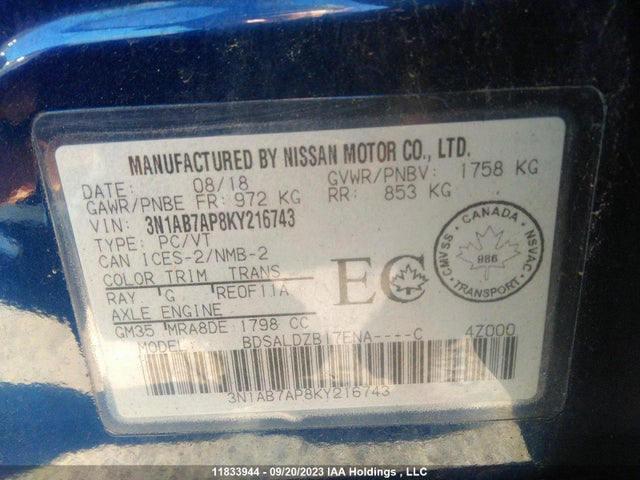 MANUFACTURED BY NISSAN MOTOR CO., LTD.
DATE: 08/18 GVWR/PNBV: 1758 KG
GAWR/PNBE FR: 972 KG RR: 853 KG
VIN: 3N1AB7AP8KY216743
TYPE: PC/VT
CAN ICES-2/NMB-2
COLOR TRIM TRANS
RAY G RE0F11A
AXLE ENGINE
GM35 MRA8DE 1798 CC
MODEL: BDSALDZB17ENA----C 4Z000
3N1AB7AP8KY216743
EC
CANADA
CMVSS NSVAC
986
TRANSPORT
11833944 - 09/20/2023 IAA Holdings , LLC